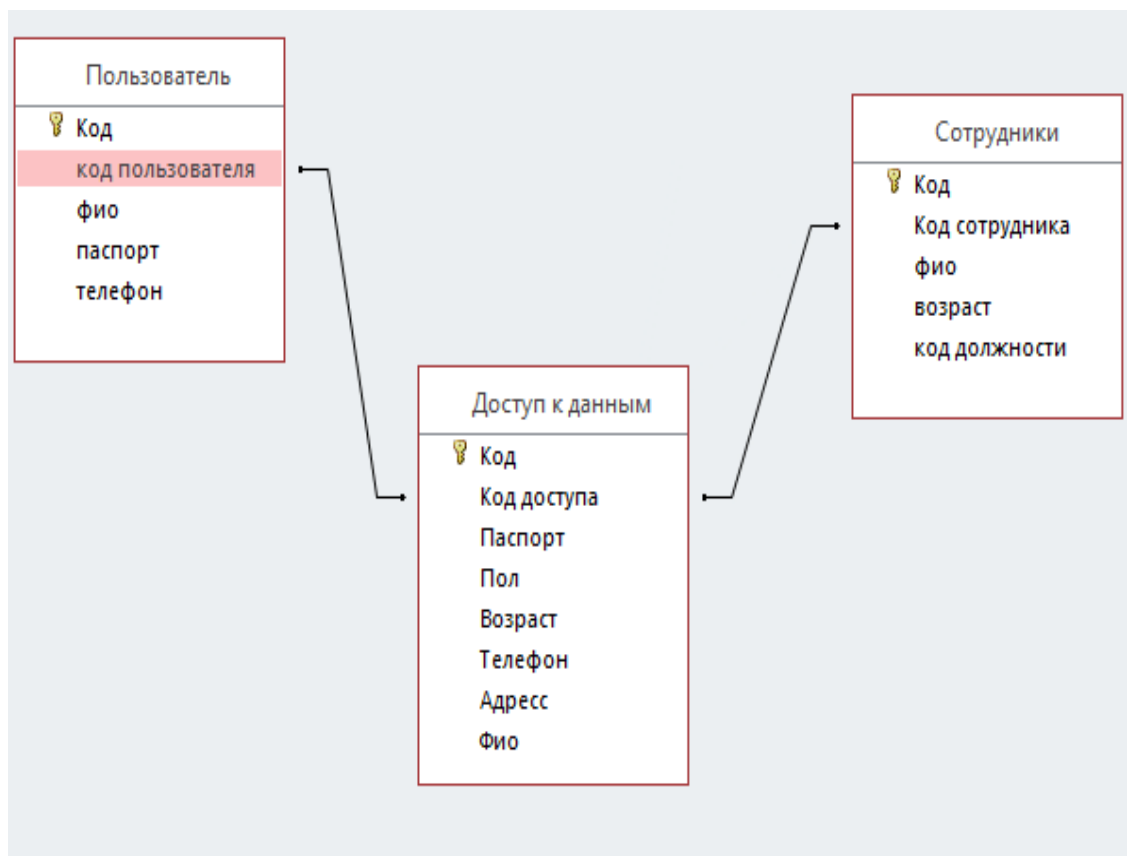 Пользователь
Код
код пользователя
фио
паспорт
телефон
Сотрудники
Код
Код сотрудника
фио
возраст
код должности
Доступ к данным
Код
Код доступа
Паспорт
Пол
Возраст
Телефон
Адресс
Фио